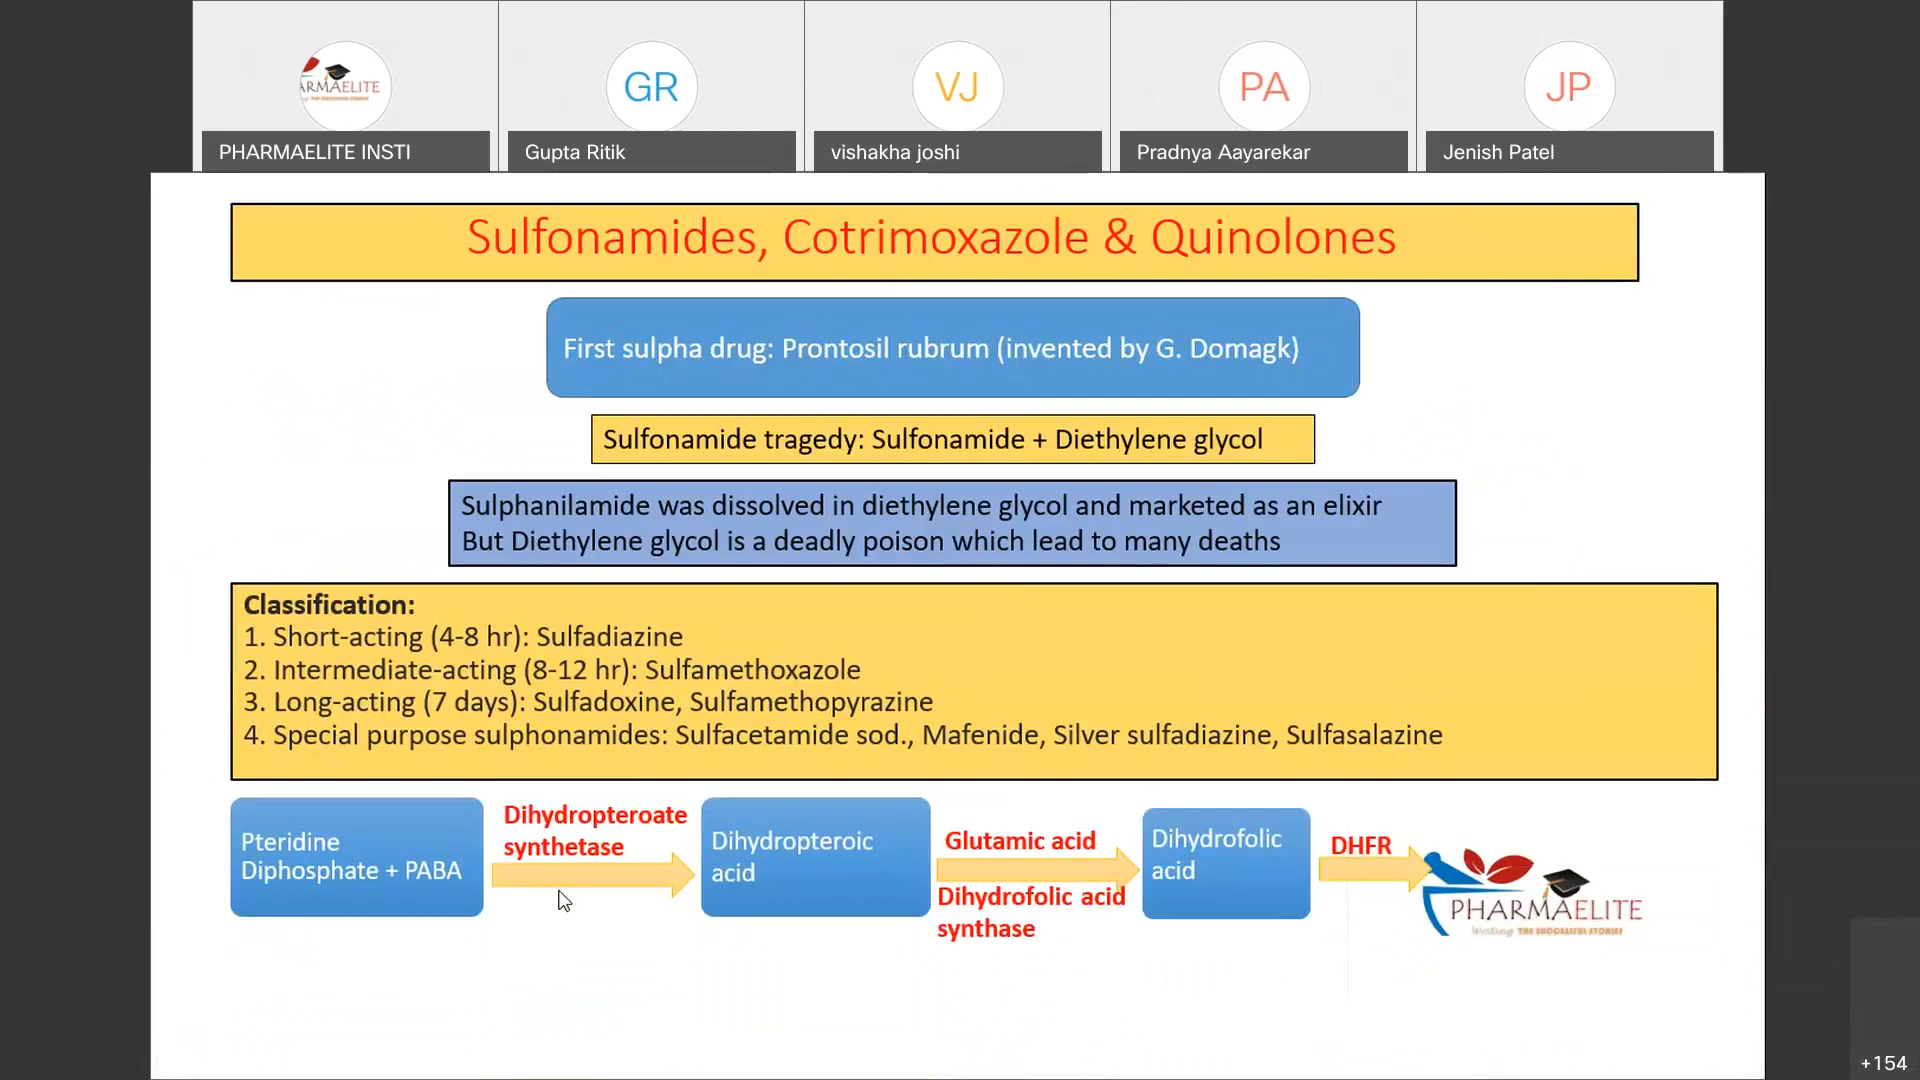 ARMAELITE
GR
VJ
PA
JP
PHARMAELITE INSTI
Gupta Ritik
vishakha joshi
Pradnya Aayarekar
Jenish Patel
Sulfonamides, Cotrimoxazole & Quinolones
First sulpha drug: Prontosil rubrum (invented by G. Domagk)
Sulfonamide tragedy: Sulfonamide + Diethylene glycol
Sulphanilamide was dissolved in diethylene glycol and marketed as an elixir
But Diethylene glycol is a deadly poison which lead to many deaths
Classification:
1. Short-acting (4-8 hr): Sulfadiazine
2. Intermediate-acting (8-12 hr): Sulfamethoxazole
3. Long-acting (7 days): Sulfadoxine, Sulfamethopyrazine
4. Special purpose sulphonamides: Sulfacetamide sod., Mafenide, Silver sulfadiazine, Sulfasalazine
Pteridine
Diphosphate + PABA
Dihydropteroate
synthetase
Dihydropteroic
acid
Glutamic acid
Dihydrofolic acid
synthase
Dihydrofolic
acid
DHFR
PHARMAELITE
Writing THE SUCCESSFUL STORIES
+154